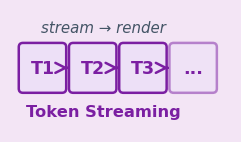 stream → render
T1 T2 T3 ...
Token Streaming